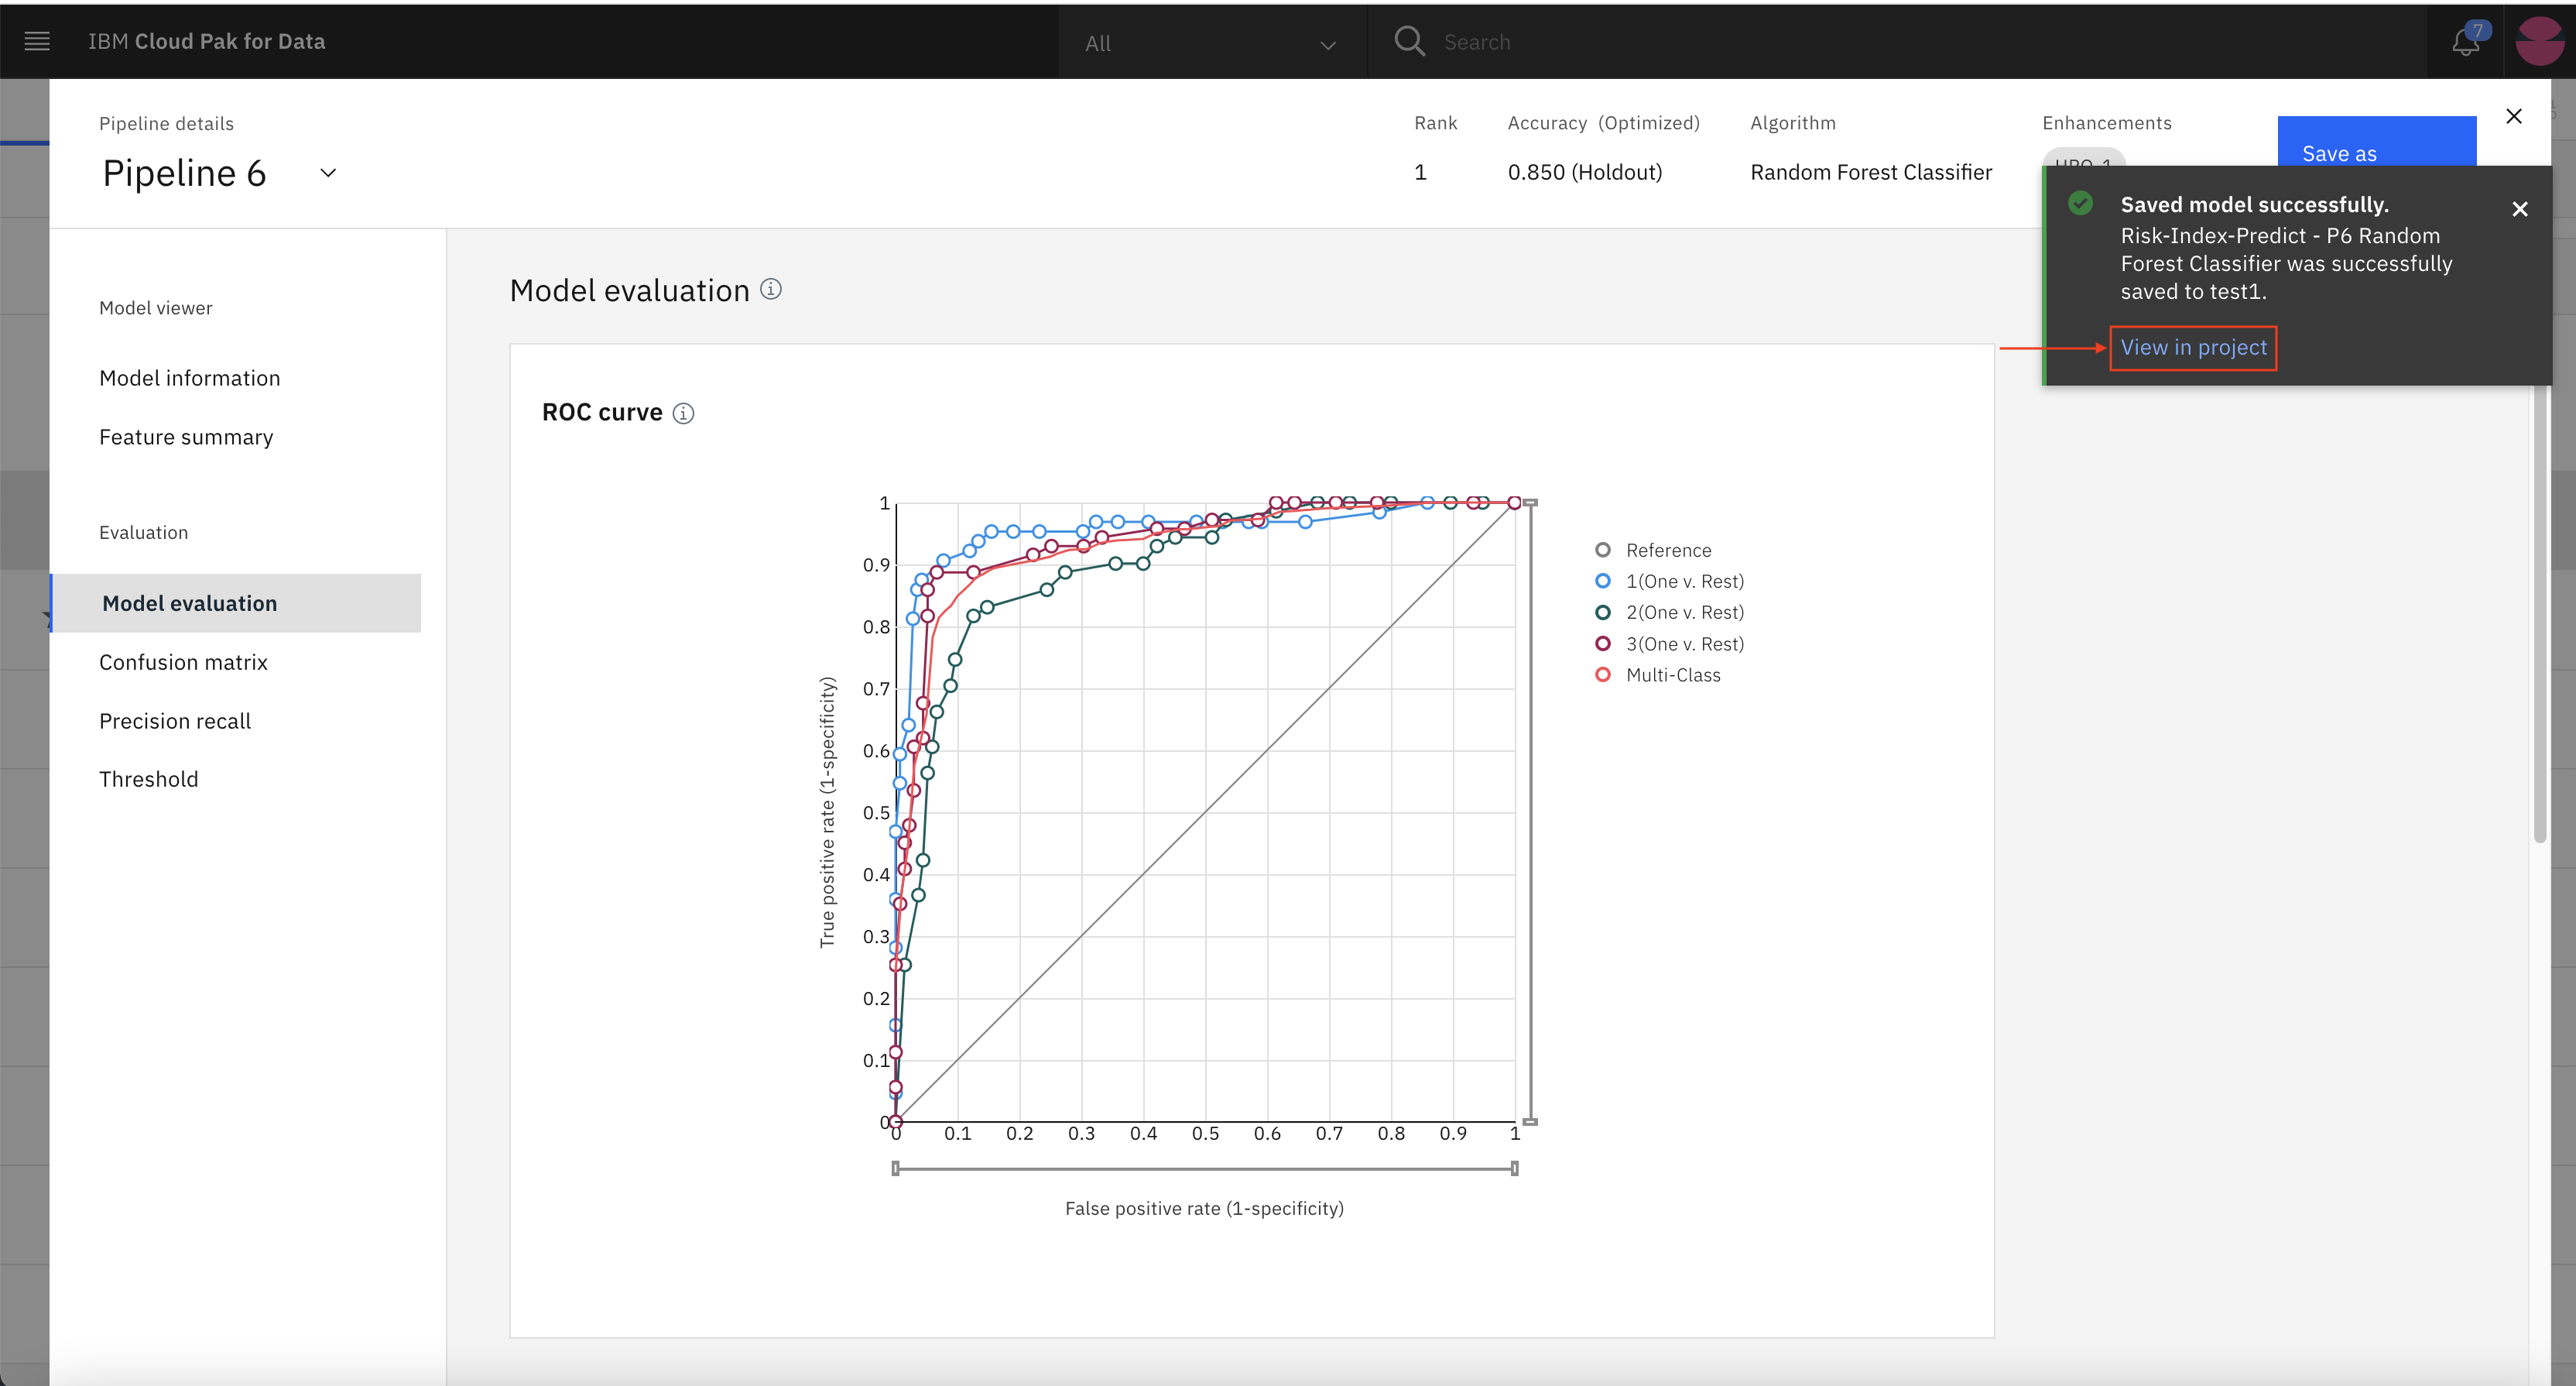 IBM Cloud Pak for Data
All
Search
7
Pipeline details
Pipeline 6
Rank
1
Accuracy (Optimized)
0.850 (Holdout)
Algorithm
Random Forest Classifier
Enhancements
HPO-1
Save as
Saved model successfully.
Risk-Index-Predict - P6 Random
Forest Classifier was successfully
saved to test1.
View in project
Model viewer
Model information
Feature summary
Evaluation
Model evaluation
Confusion matrix
Precision recall
Threshold
Model evaluation
ROC curve
True positive rate (1-specificity)
1
0.9
0.8
0.7
0.6
0.5
0.4
0.3
0.2
0.1
0
0 0.1 0.2 0.3 0.4 0.5 0.6 0.7 0.8 0.9 1
False positive rate (1-specificity)
Reference
1(One v. Rest)
2(One v. Rest)
3(One v. Rest)
Multi-Class